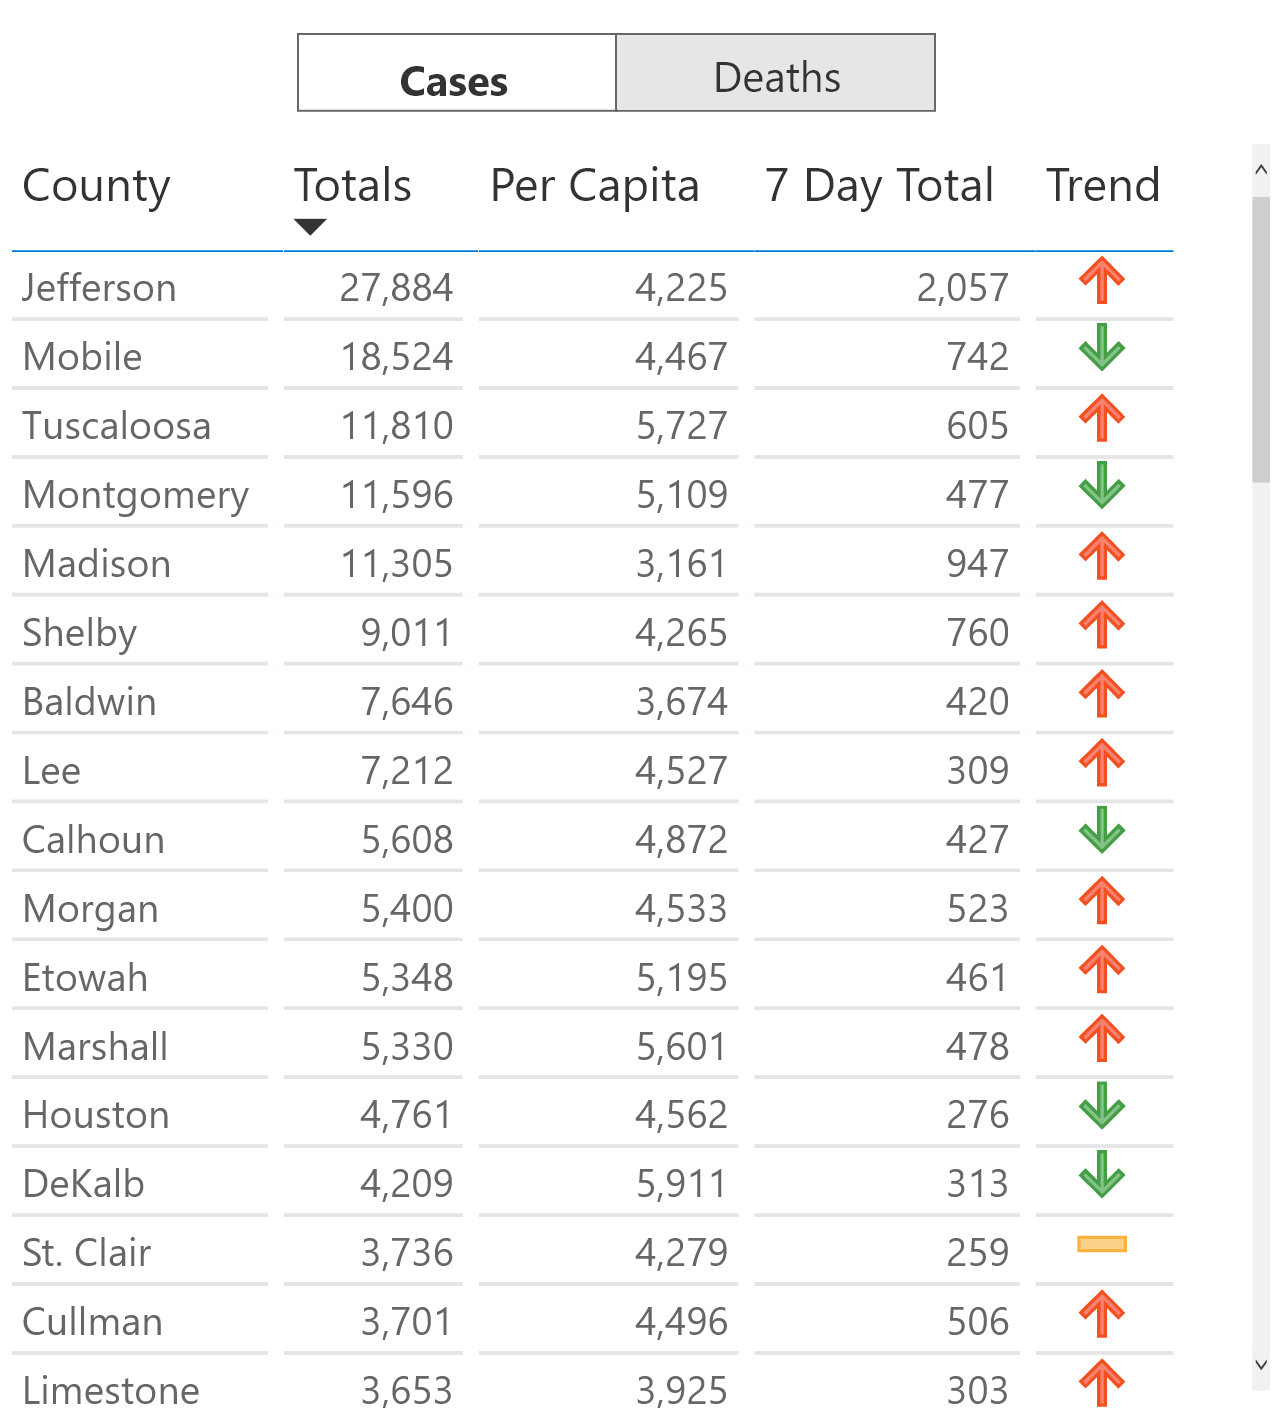 Cases Deaths
County Totals Per Capita 7 Day Total Trend
Jefferson 27,884 4,225 2,057
Mobile 18,524 4,467 742
Tuscaloosa 11,810 5,727 605
Montgomery 11,596 5,109 477
Madison 11,305 3,161 947
Shelby 9,011 4,265 760
Baldwin 7,646 3,674 420
Lee 7,212 4,527 309
Calhoun 5,608 4,872 427
Morgan 5,400 4,533 523
Etowah 5,348 5,195 461
Marshall 5,330 5,601 478
Houston 4,761 4,562 276
DeKalb 4,209 5,911 313
St. Clair 3,736 4,279 259
Cullman 3,701 4,496 506
Limestone 3,653 3,925 303